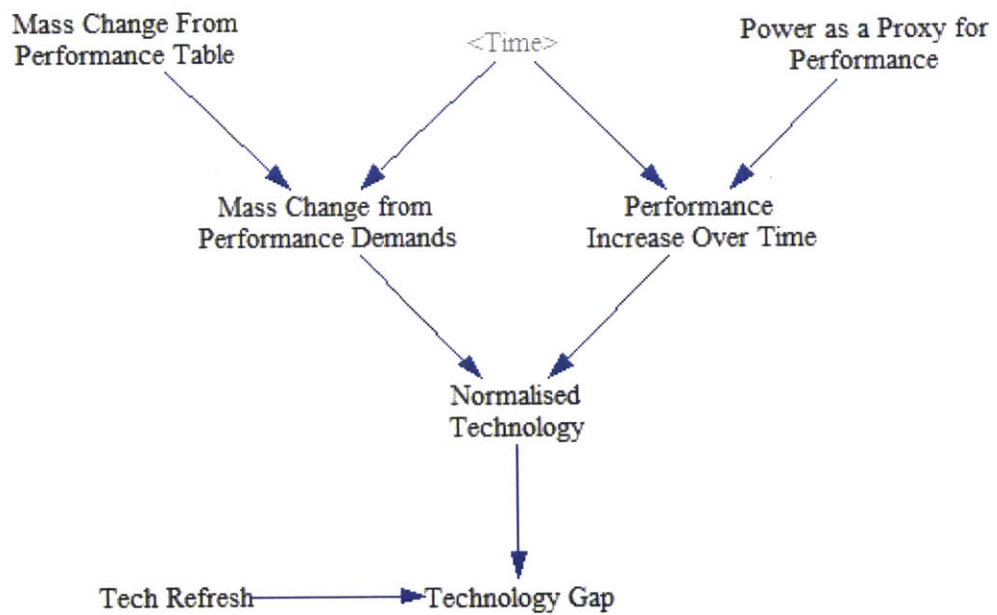 Mass Change From
Performance Table
<Time>
Power as a Proxy for
Performance
Mass Change from
Performance Demands
Performance
Increase Over Time
Normalised
Technology
Tech Refresh
Technology Gap